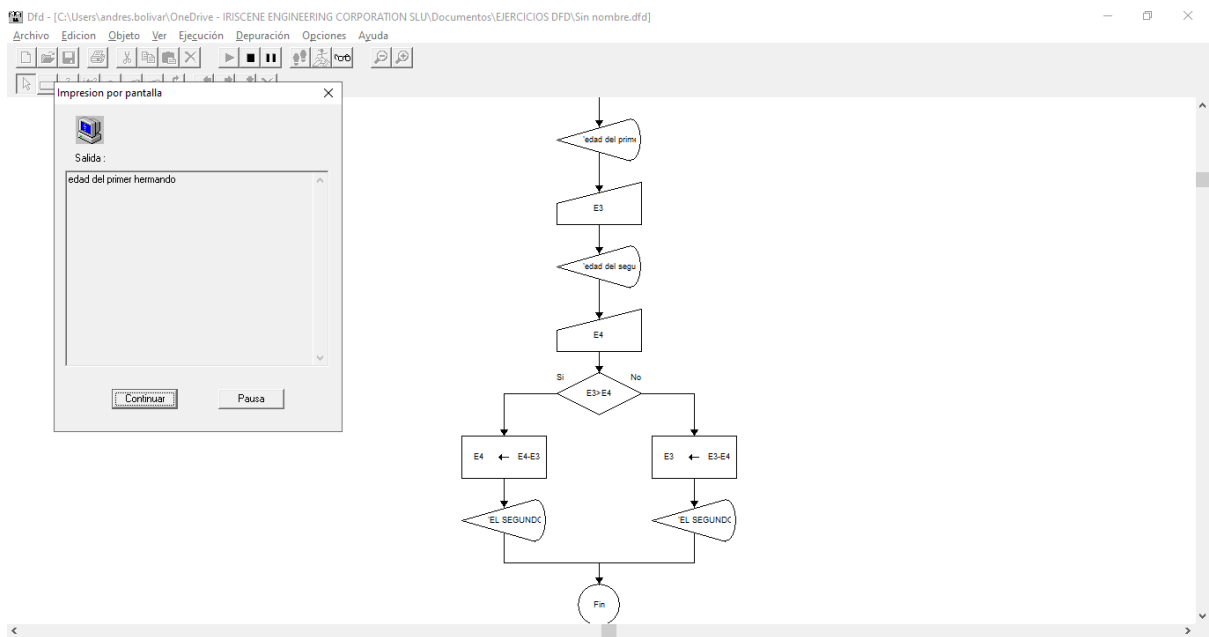 Dfd - [C:\Users\andres.bolivar\OneDrive - IRISCENE ENGINEERING CORPORATION SLU\Documentos\EJERCICIOS DFD\Sin nombre.dfd]
Archivo Edicion Objeto Ver Ejecución Depuración Opciones Ayuda
Impresion por pantalla
Salida :
edad del primer hermando
Continuar Pausa
'edad del prime
E3
'edad del segu
E4
Si No
E3>E4
E4 ← E4-E3
E3 ← E3-E4
'EL SEGUNDO
'EL SEGUNDO
Fin